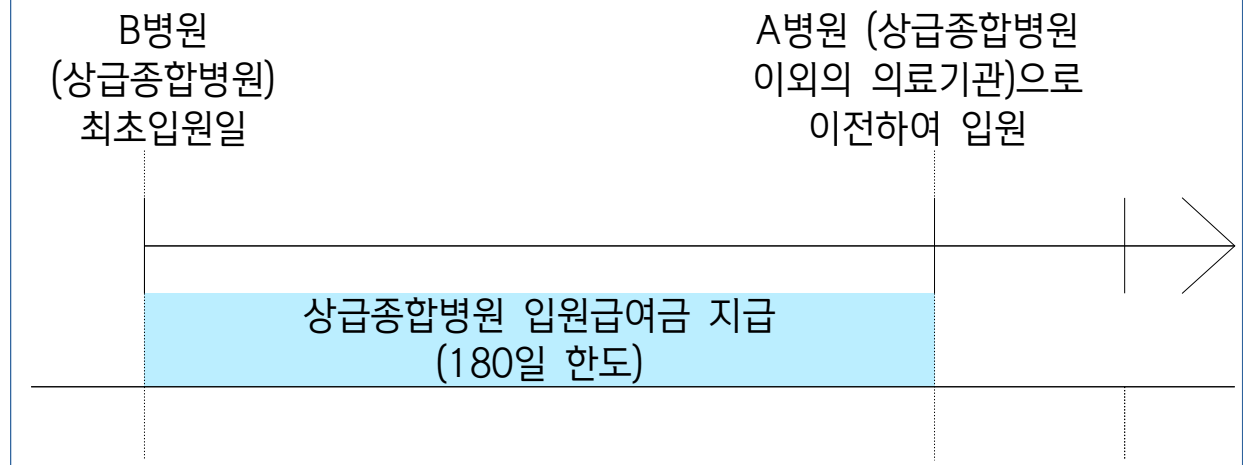 B병원
(상급종합병원)
최초입원일
A병원 (상급종합병원
이외의 의료기관)으로
이전하여 입원
상급종합병원 입원급여금 지급
(180일 한도)